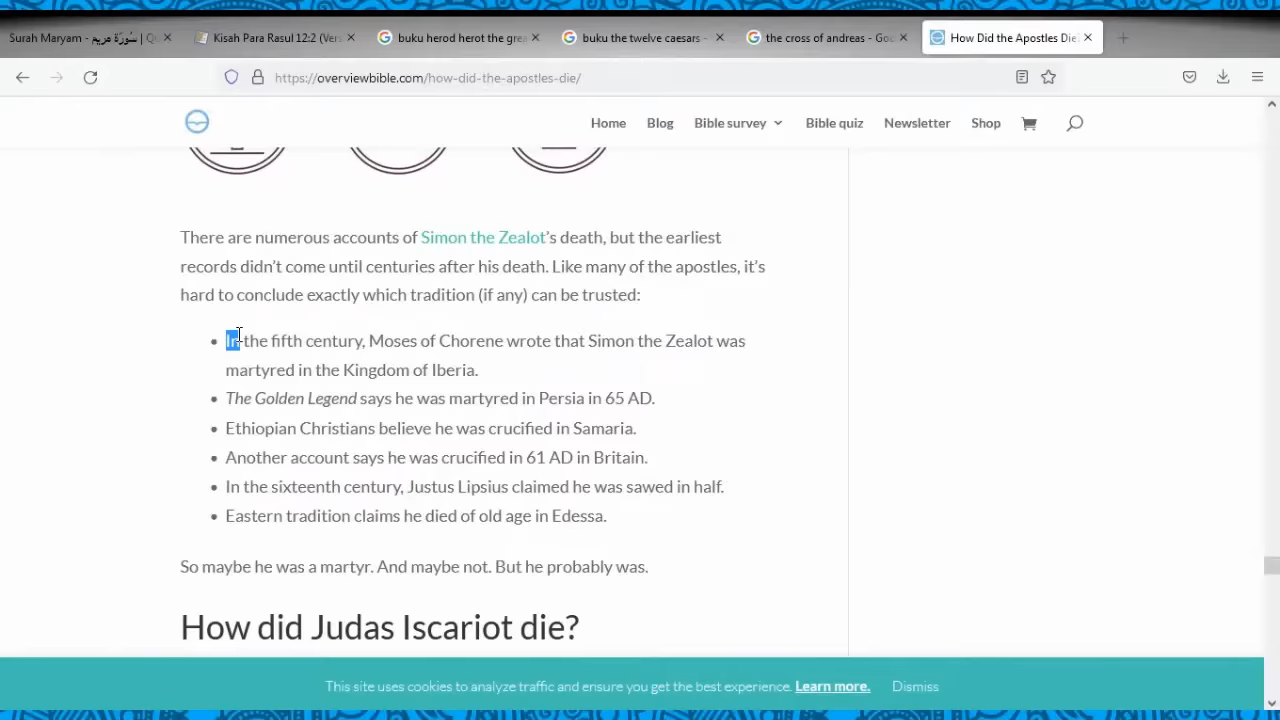 Surah Maryam - سُورَة مريم | Qu
Kisah Para Rasul 12:2 (Versi
buku herod herot the grea
buku the twelve caesars -
the cross of andreas - Goo
How Did the Apostles Die
https://overviewbible.com/how-did-the-apostles-die/
Home Blog Bible survey Bible quiz Newsletter Shop
There are numerous accounts of Simon the Zealot’s death, but the earliest
records didn’t come until centuries after his death. Like many of the apostles, it’s
hard to conclude exactly which tradition (if any) can be trusted:
In the fifth century, Moses of Chorene wrote that Simon the Zealot was
martyred in the Kingdom of Iberia.
The Golden Legend says he was martyred in Persia in 65 AD.
Ethiopian Christians believe he was crucified in Samaria.
Another account says he was crucified in 61 AD in Britain.
In the sixteenth century, Justus Lipsius claimed he was sawed in half.
Eastern tradition claims he died of old age in Edessa.
So maybe he was a martyr. And maybe not. But he probably was.
How did Judas Iscariot die?
This site uses cookies to analyze traffic and ensure you get the best experience. Learn more. Dismiss